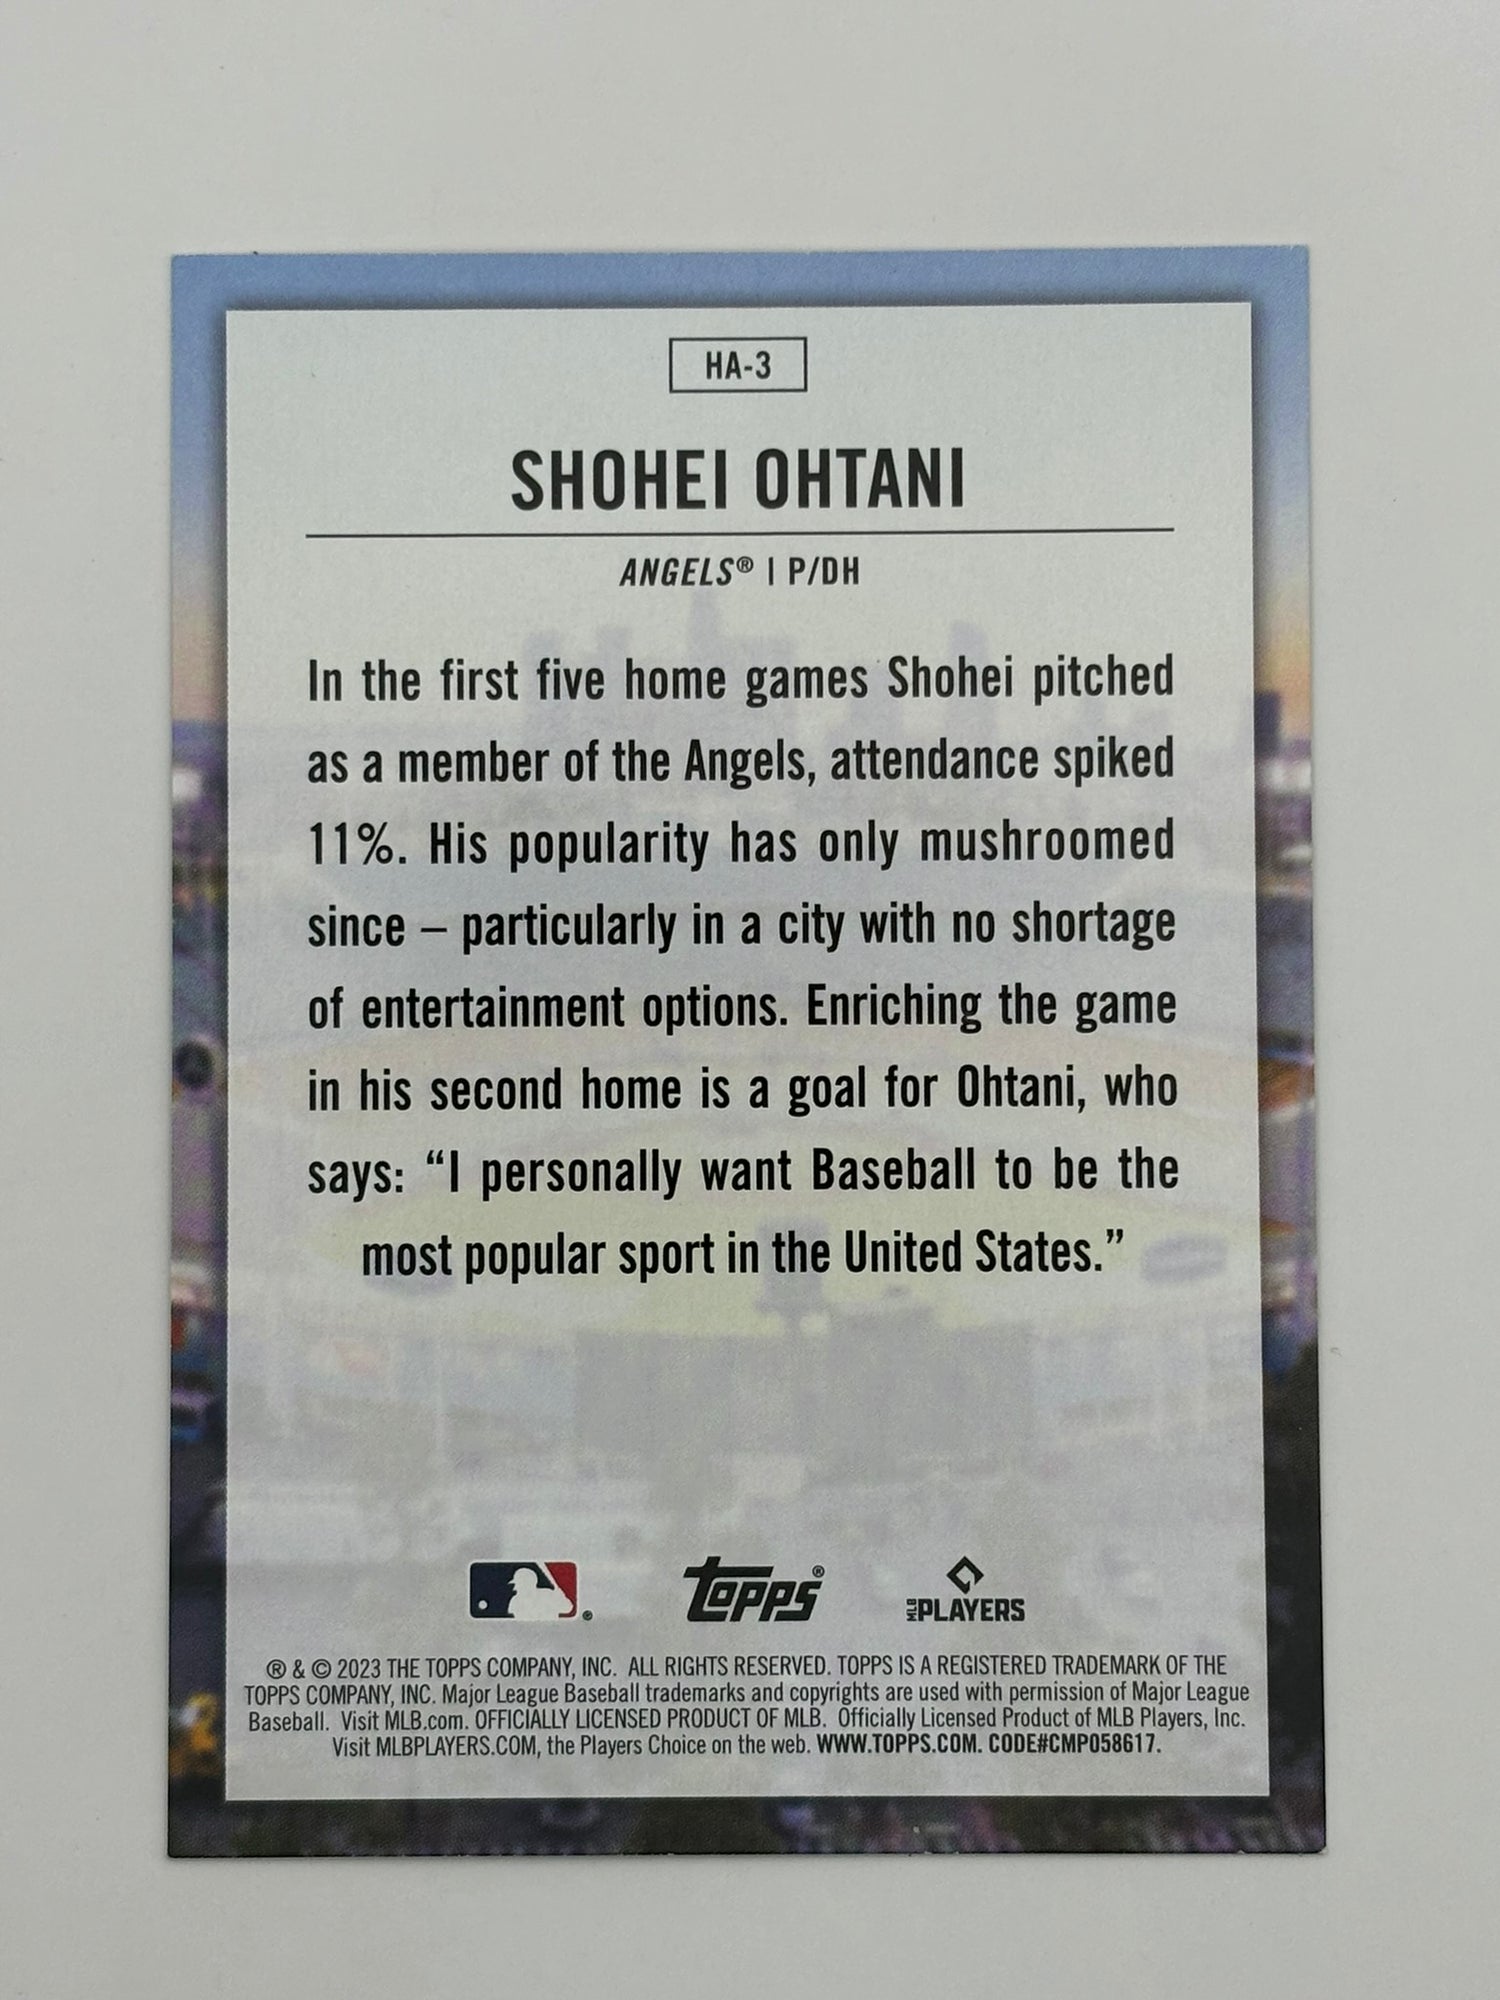 HA-3
SHOHEI OHTANI
ANGELS® | P/DH
In the first five home games Shohei pitched
as a member of the Angels, attendance spiked
11%. His popularity has only mushroomed
since – particularly in a city with no shortage
of entertainment options. Enriching the game
in his second home is a goal for Ohtani, who
says: “I personally want Baseball to be the
most popular sport in the United States.”
® topps® MLB PLAYERS
® & © 2023 THE TOPPS COMPANY, INC. ALL RIGHTS RESERVED. TOPPS IS A REGISTERED TRADEMARK OF THE
TOPPS COMPANY, INC. Major League Baseball trademarks and copyrights are used with permission of Major League
Baseball. Visit MLB.com. OFFICIALLY LICENSED PRODUCT OF MLB. Officially Licensed Product of MLB Players, Inc.
Visit MLBPLAYERS.COM, the Players Choice on the web. WWW.TOPPS.COM. CODE#CMP058617.